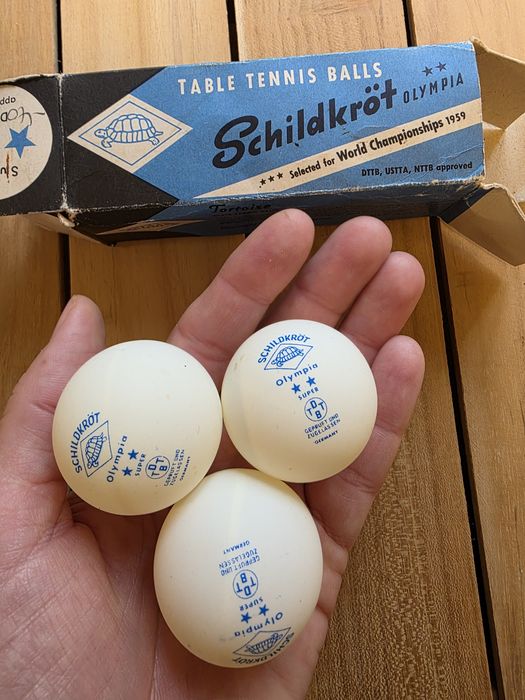 TABLE TENNIS BALLS
Schildkröt OLYMPIA
★★
★★★ Selected for World Championships 1959
DTTB, USTTA, NTTB approved
Tortoise
SCHILDKRÖT
Olympia
★★
SUPER
DTTB
GEPRÜFT UND
ZUGELASSEN
GERMANY
SCHILDKRÖT
Olympia
★★
SUPER
DTTB
GEPRÜFT UND
ZUGELASSEN
GERMANY
SCHILDKRÖT
Olympia
★★
SUPER
DTTB
GEPRÜFT UND
ZUGELASSEN
GERMANY